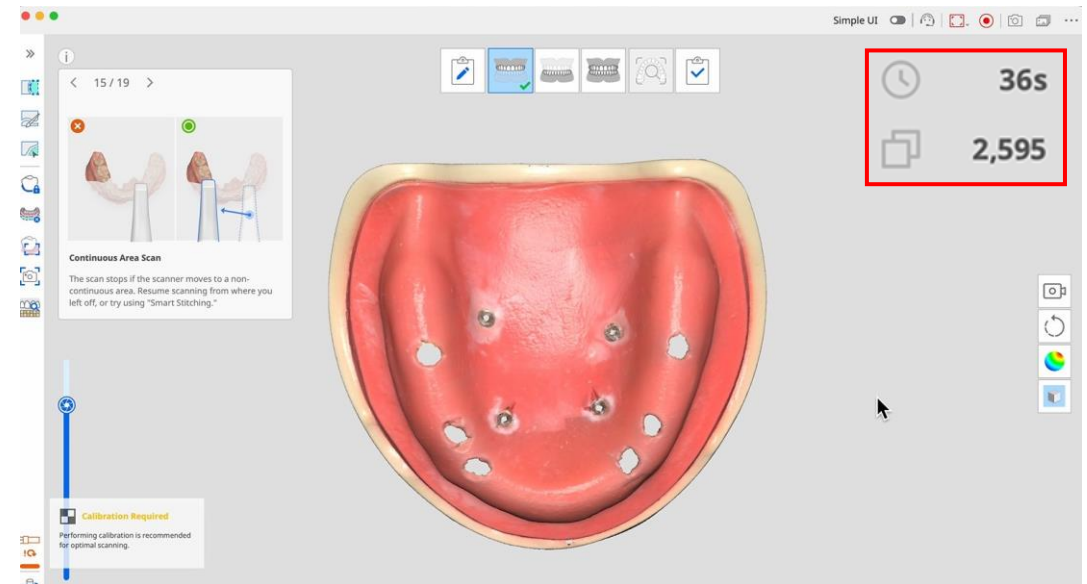 Simple UI
15 / 19
36s
2,595
Continuous Area Scan
The scan stops if the scanner moves to a non-
continuous area. Resume scanning from where you
left off, or try using "Smart Stitching."
Calibration Required
Performing calibration is recommended
for optimal scanning.